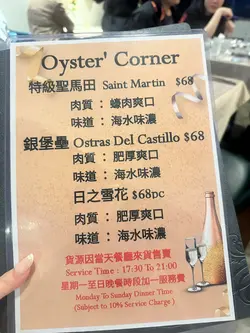 Oyster' Corner
特級聖馬田 Saint Martin $68
肉質：蠔肉爽口
味道：海水味濃
銀堡壘 Ostras Del Castillo $68
肉質：肥厚爽口
味道：海水味濃
日之雪花 $68pc
肉質：肥厚爽口
味道：海水味濃
貨源因當天餐廳來貨售賣
Service Time : 17:30 To 21:00
星期一至日晚餐時段加一服務費
Monday To Sunday Dinner Time
(Subject to 10% Service Charge )